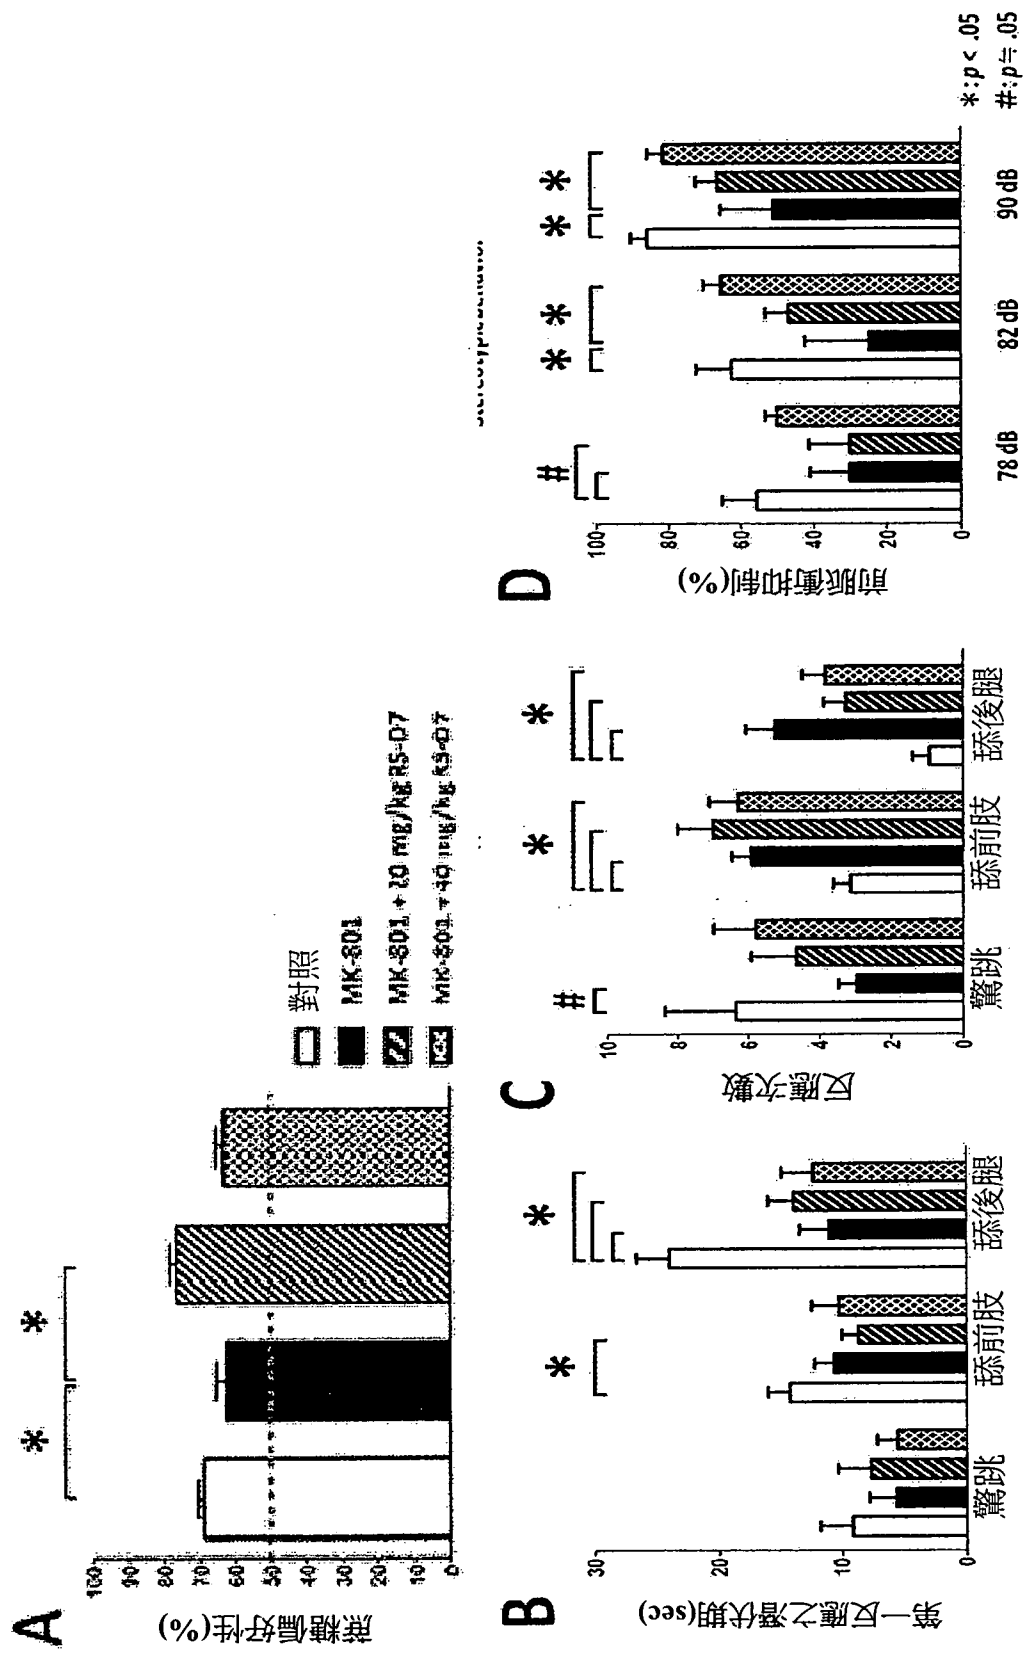 A
蔗糖偏好性(%)
100
90
80
70
60
50
40
30
20
10
0
*
*
對照
MK-801
MK-801 + 20 mg/kg RS-D7
MK-801 + 40 mg/kg RS-D7
B
第一反應之潛伏期(sec)
30
20
10
0
*
*
驚跳
舔前肢
舔後腿
C
反應次數
10
8
6
4
2
0
#
*
*
驚跳
舔前肢
舔後腿
D
前脈衝抑制(%)
100
80
60
40
20
0
#
*
*
*
*
78 dB
82 dB
90 dB
*:p < .05
#:p ≒ .05